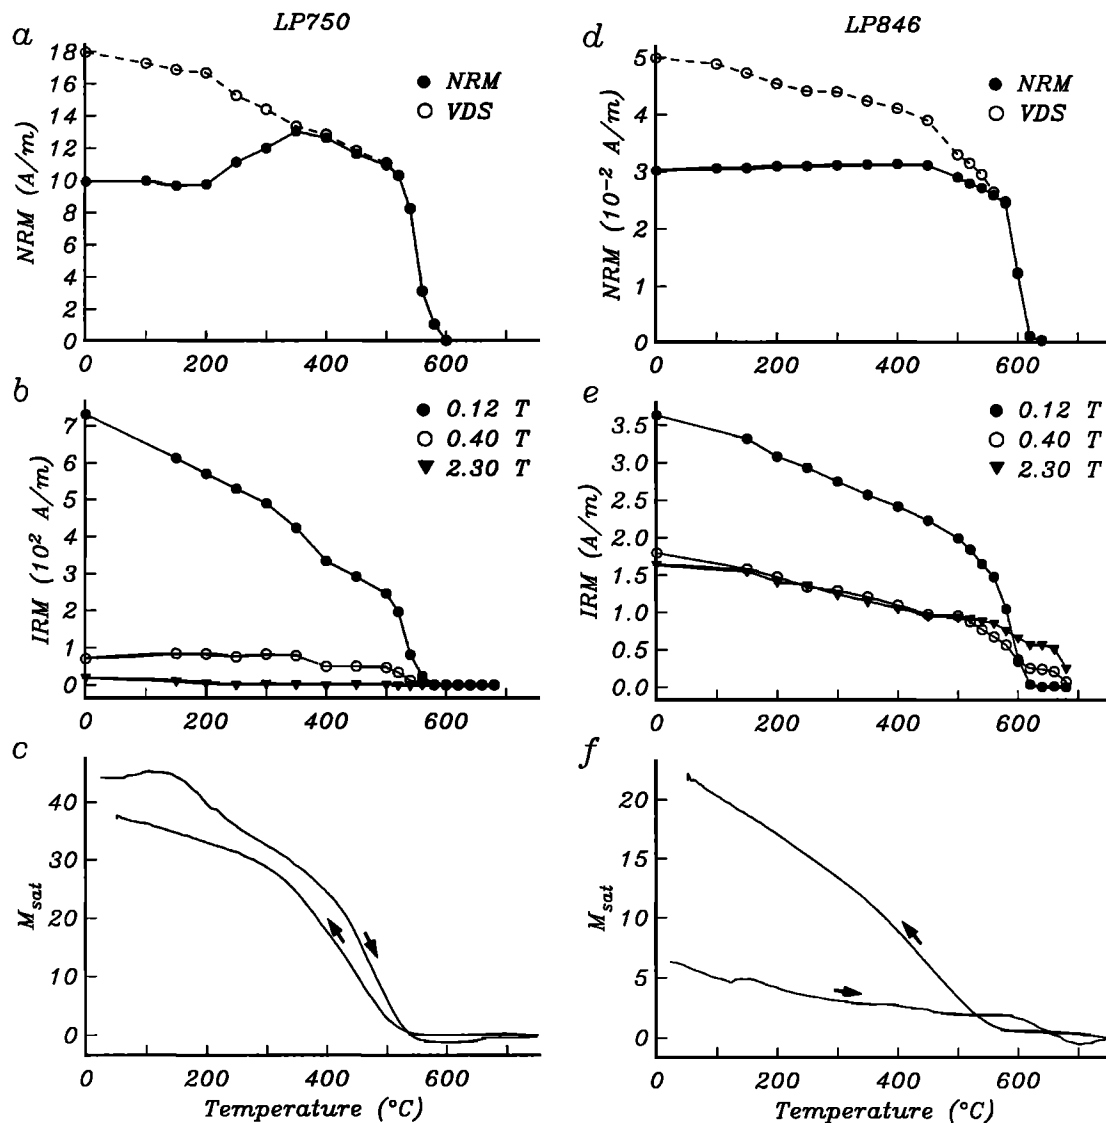 LP750
a
NRM (A/m)
18
16
14
12
10
8
6
4
2
0
NRM
VDS
0 200 400 600
b
IRM (10² A/m)
7
6
5
4
3
2
1
0
0.12 T
0.40 T
2.30 T
0 200 400 600
c
M_sat
40
30
20
10
0
0 200 400 600
Temperature (°C)
LP846
d
NRM (10⁻² A/m)
5
4
3
2
1
0
NRM
VDS
0 200 400 600
e
IRM (A/m)
3.5
3.0
2.5
2.0
1.5
1.0
0.5
0.0
0.12 T
0.40 T
2.30 T
0 200 400 600
f
M_sat
20
15
10
5
0
0 200 400 600
Temperature (°C)